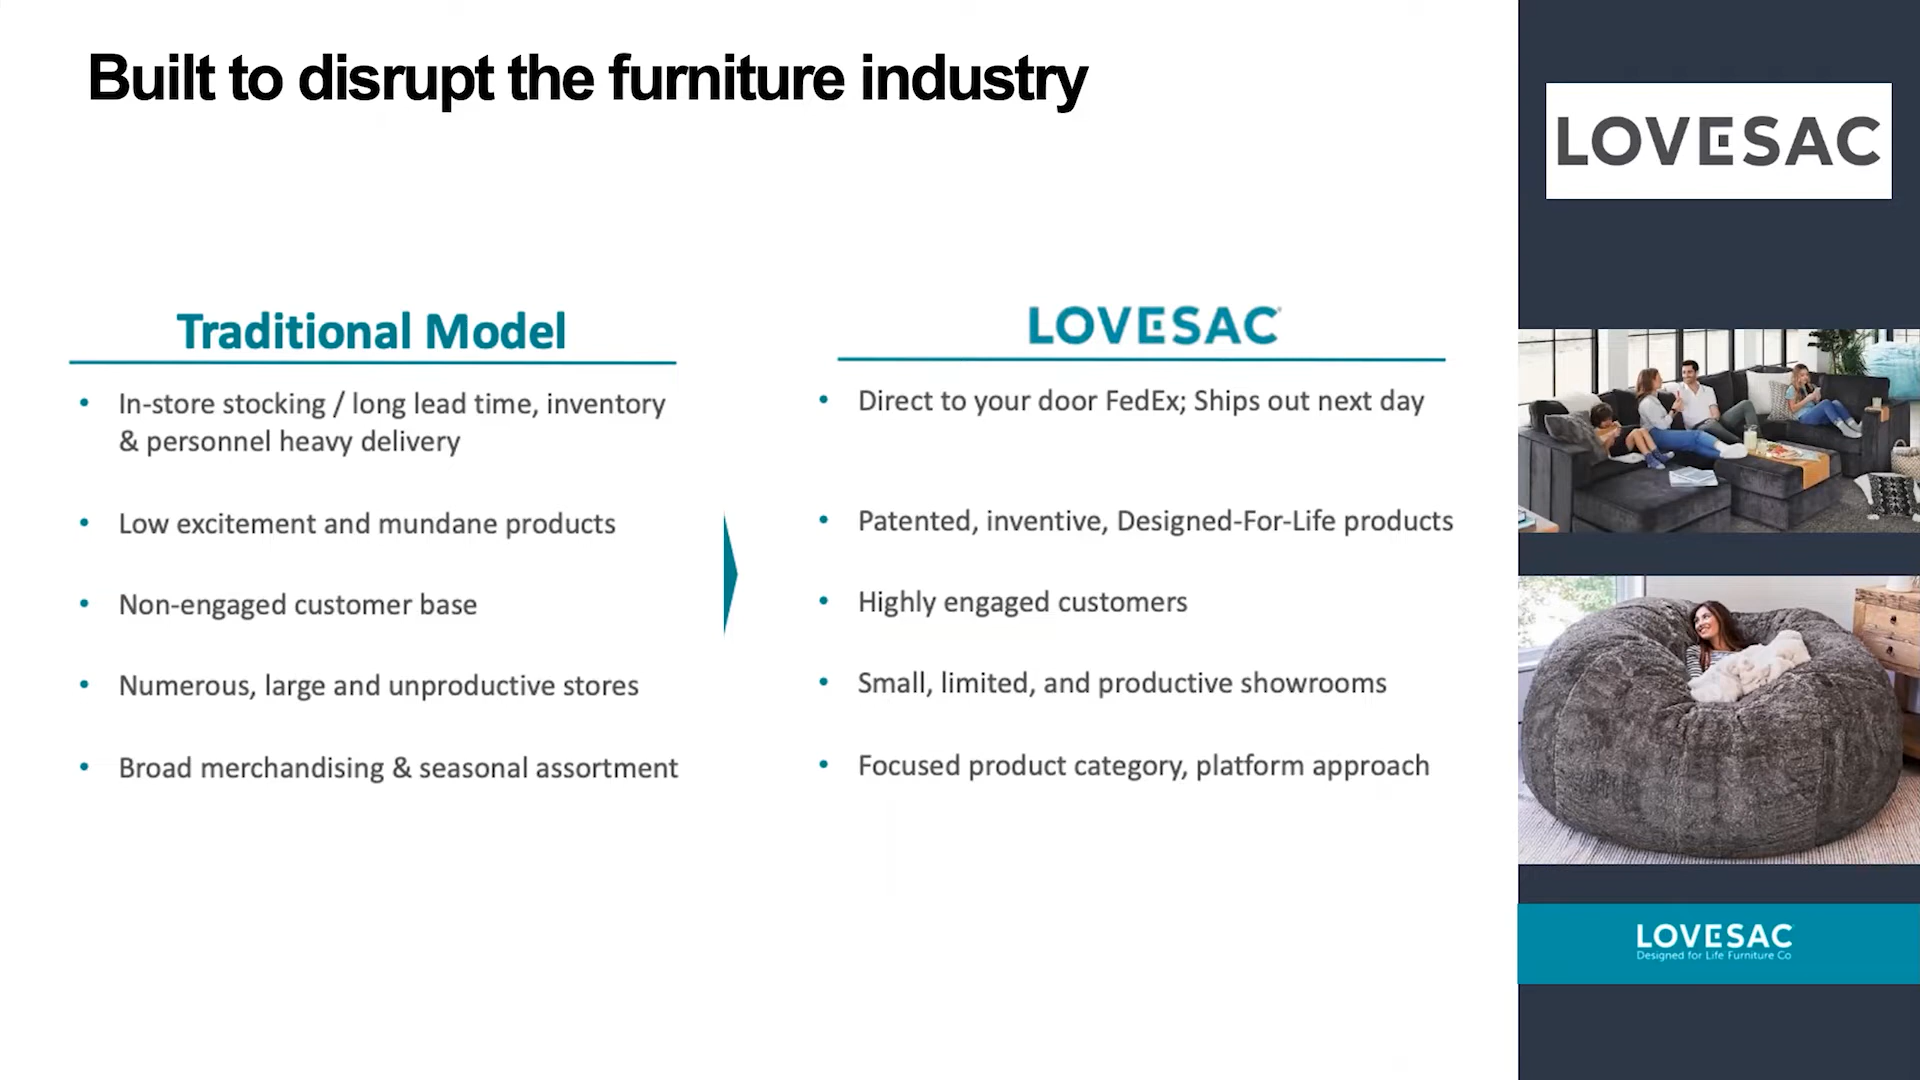 Built to disrupt the furniture industry
Traditional Model
• In-store stocking / long lead time, inventory
& personnel heavy delivery
• Low excitement and mundane products
• Non-engaged customer base
• Numerous, large and unproductive stores
• Broad merchandising & seasonal assortment
LOVESAC
• Direct to your door FedEx; Ships out next day
• Patented, inventive, Designed-For-Life products
• Highly engaged customers
• Small, limited, and productive showrooms
• Focused product category, platform approach
LOVESAC
LOVESAC
Designed for Life Furniture Co